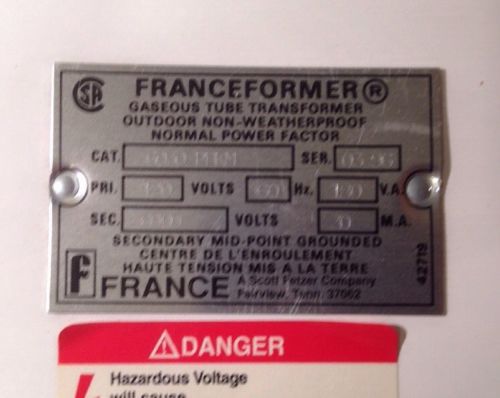 FRANCEFORMER®
GASEOUS TUBE TRANSFORMER
OUTDOOR NON-WEATHERPROOF
NORMAL POWER FACTOR
CAT. SER.
PRI. VOLTS Hz. V.A.
SEC. VOLTS M.A.
SECONDARY MID-POINT GROUNDED
CENTRE DE L'ENROULEMENT
HAUTE TENSION MIS A LA TERRE
FRANCE
A Scott Fetzer Company
Fairview, Tenn. 37062
42719
DANGER
Hazardous Voltage
will cause